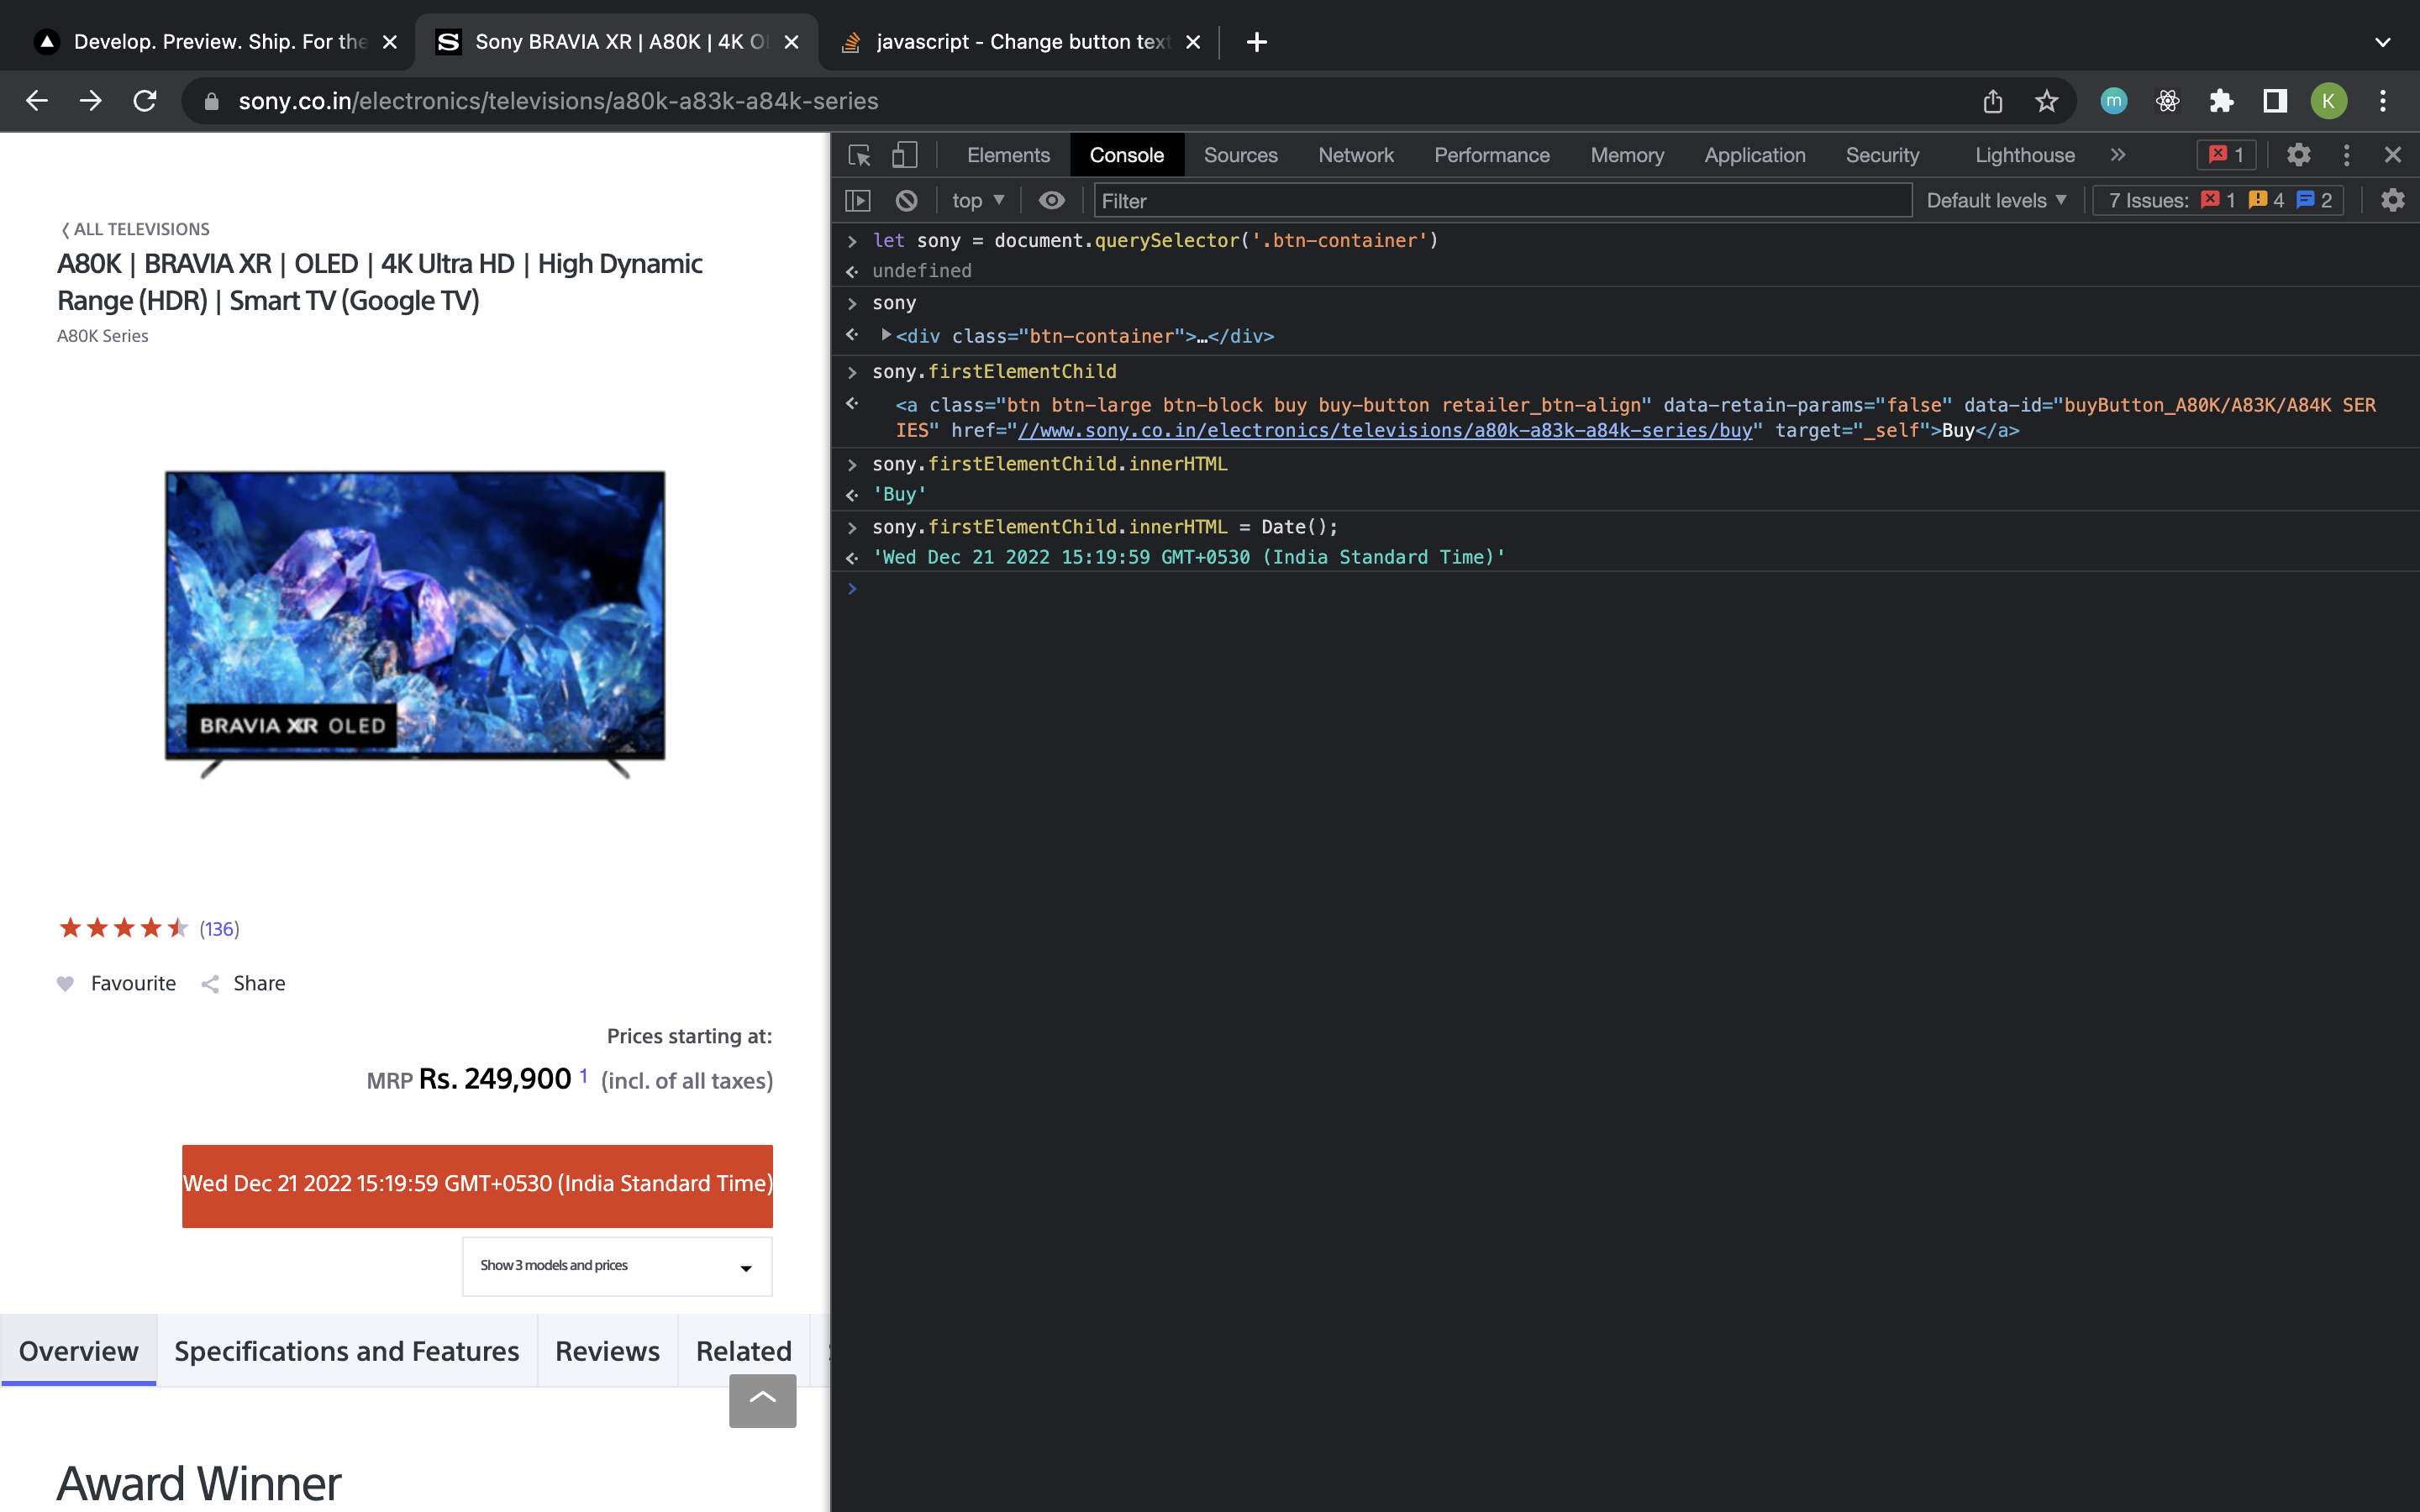 Develop. Preview. Ship. For the
Sony BRAVIA XR | A80K | 4K OL
javascript - Change button text
sony.co.in/electronics/televisions/a80k-a83k-a84k-series
m
K
ALL TELEVISIONS
A80K | BRAVIA XR | OLED | 4K Ultra HD | High Dynamic
Range (HDR) | Smart TV (Google TV)
A80K Series
BRAVIA XR OLED
(136)
Favourite
Share
Prices starting at:
MRP Rs. 249,900 1 (incl. of all taxes)
Wed Dec 21 2022 15:19:59 GMT+0530 (India Standard Time)
Show 3 models and prices
Overview
Specifications and Features
Reviews
Related
Award Winner
Elements
Console
Sources
Network
Performance
Memory
Application
Security
Lighthouse
1
top
Filter
Default levels
7 Issues: 1 4 2
let sony = document.querySelector('.btn-container')
undefined
sony
<div class="btn-container">…</div>
sony.firstElementChild
<a class="btn btn-large btn-block buy buy-button retailer_btn-align" data-retain-params="false" data-id="buyButton_A80K/A83K/A84K SER
IES" href="//www.sony.co.in/electronics/televisions/a80k-a83k-a84k-series/buy" target="_self">Buy</a>
sony.firstElementChild.innerHTML
'Buy'
sony.firstElementChild.innerHTML = Date();
'Wed Dec 21 2022 15:19:59 GMT+0530 (India Standard Time)'